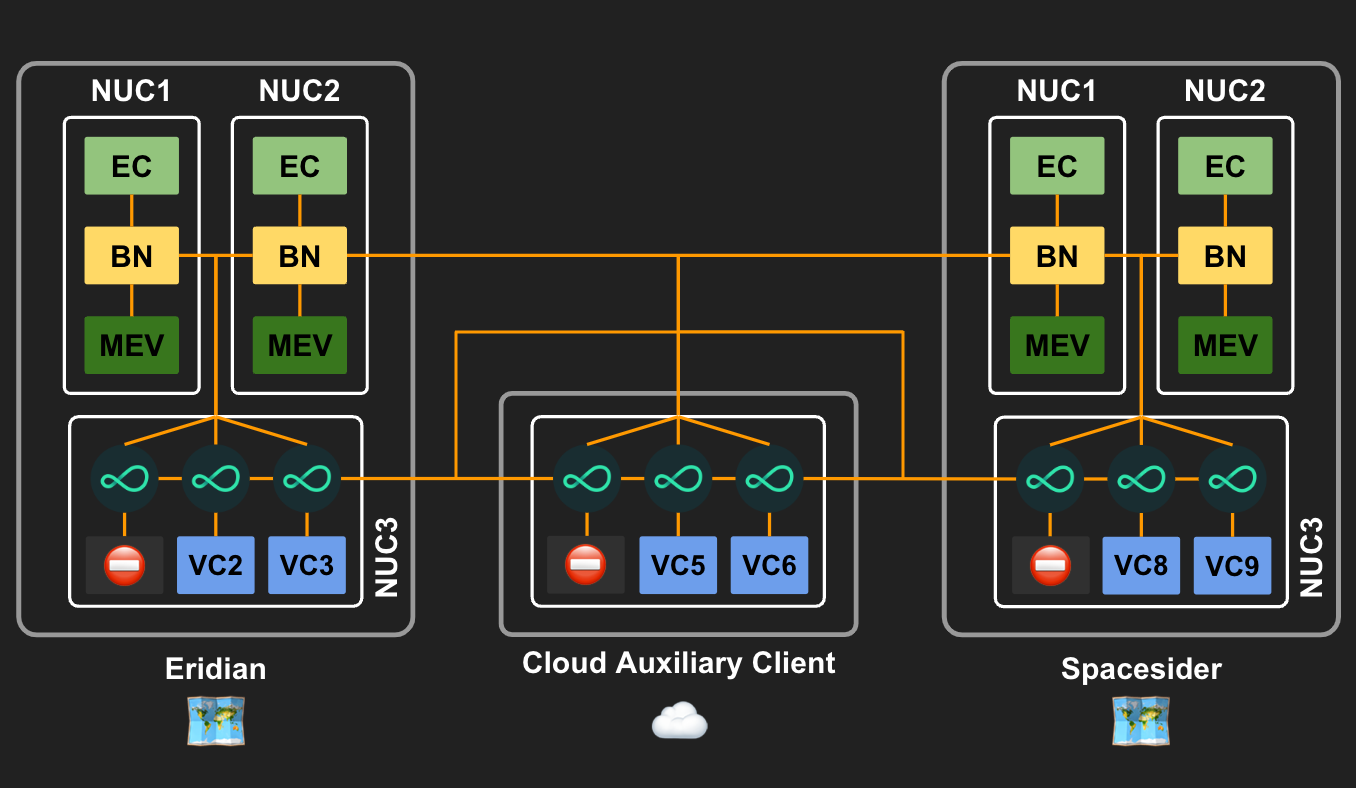 NUC1 NUC2
EC EC
BN BN
MEV MEV
VC2 VC3
NUC3
Eridian
VC5 VC6
Cloud Auxiliary Client
NUC1 NUC2
EC EC
BN BN
MEV MEV
VC8 VC9
NUC3
Spacesider